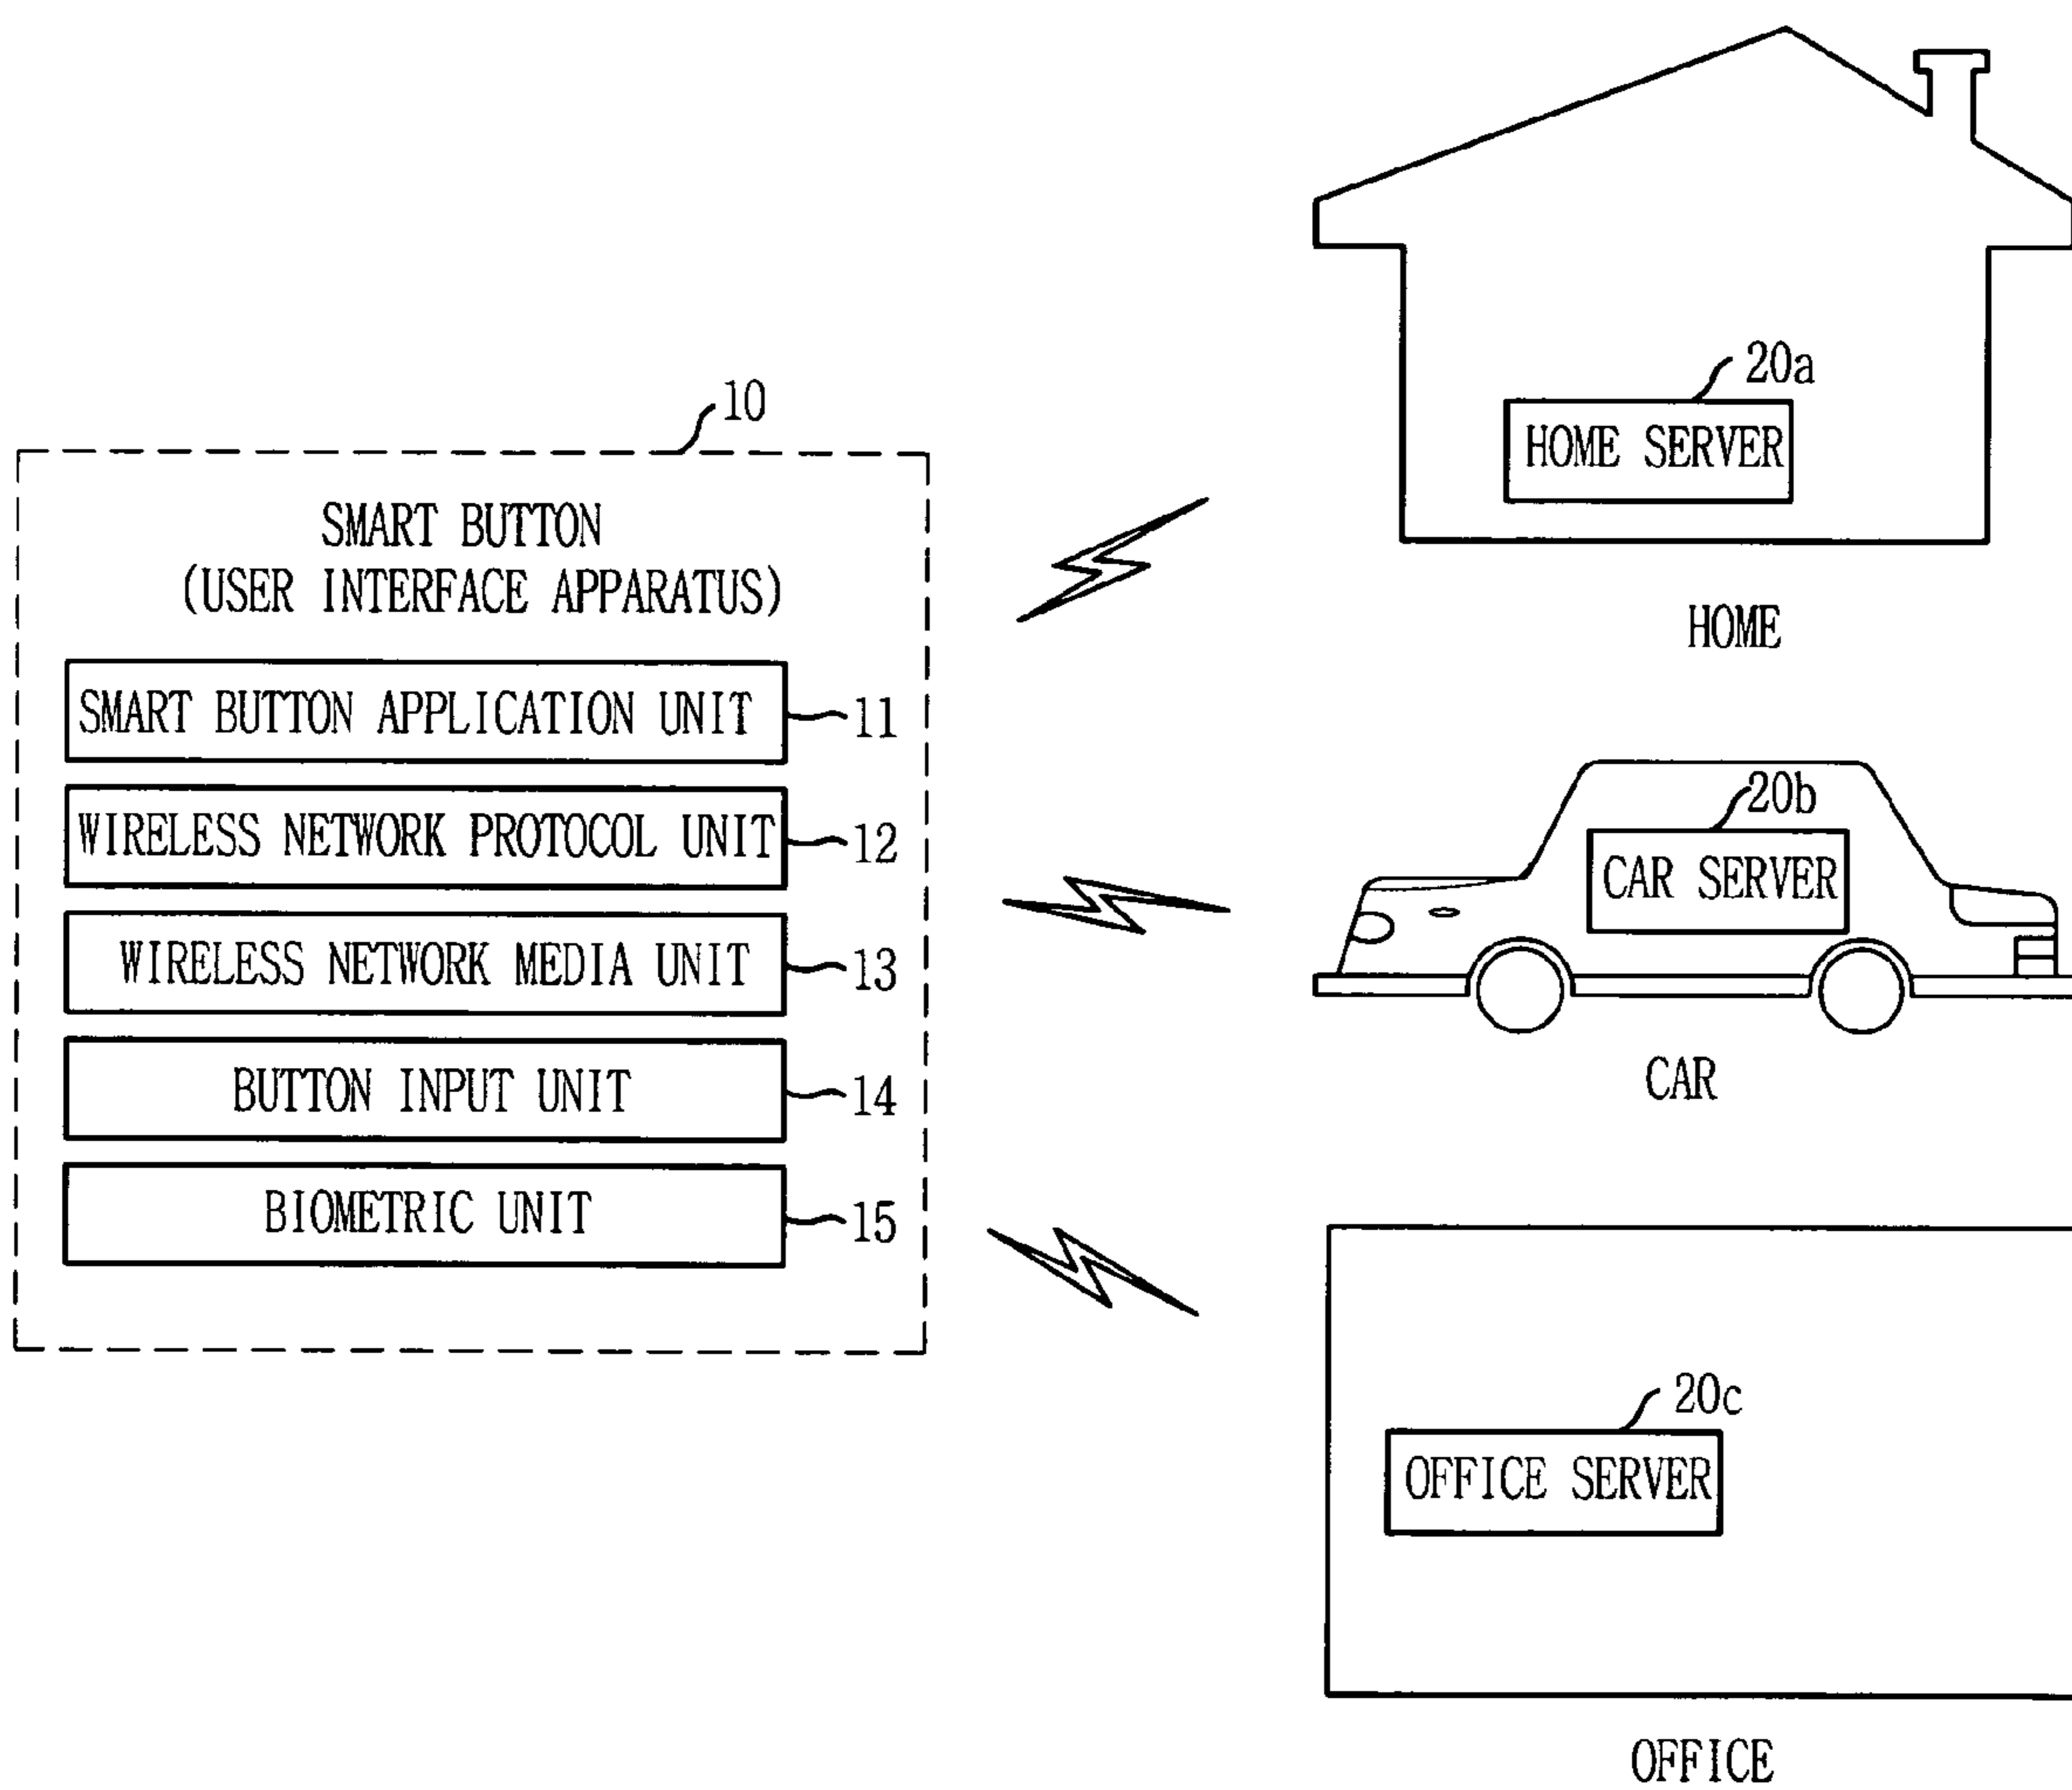 10
SMART BUTTON
(USER INTERFACE APPARATUS)
SMART BUTTON APPLICATION UNIT 11
WIRELESS NETWORK PROTOCOL UNIT 12
WIRELESS NETWORK MEDIA UNIT 13
BUTTON INPUT UNIT 14
BIOMETRIC UNIT 15
20a
HOME SERVER
HOME
20b
CAR SERVER
CAR
20c
OFFICE SERVER
OFFICE